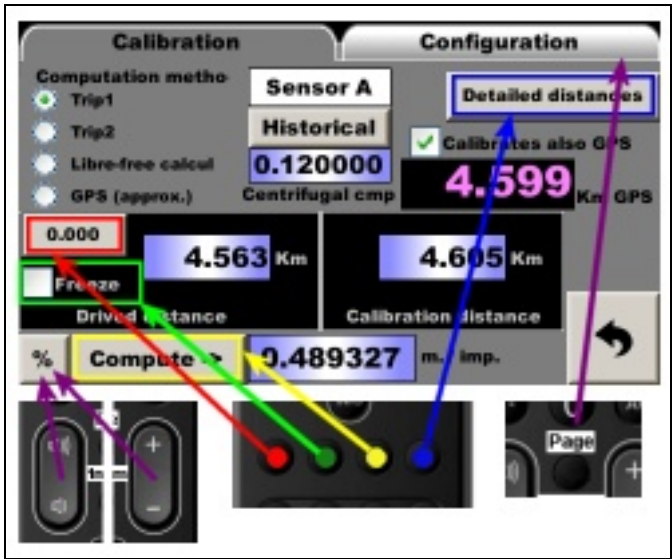 Calibration
Configuration
Computation metho
Trip1
Trip2
Libre-free calcul
GPS (approx.)
Sensor A
Historical
0.120000
Centrifugal cmp
Detailed distances
Calibrates also GPS
4.599 Km GPS
0.000
Freeze
4.563 Km
Drived distance
4.605 Km
Calibration distance
% Compute -> 0.489327 m. / imp.
Page